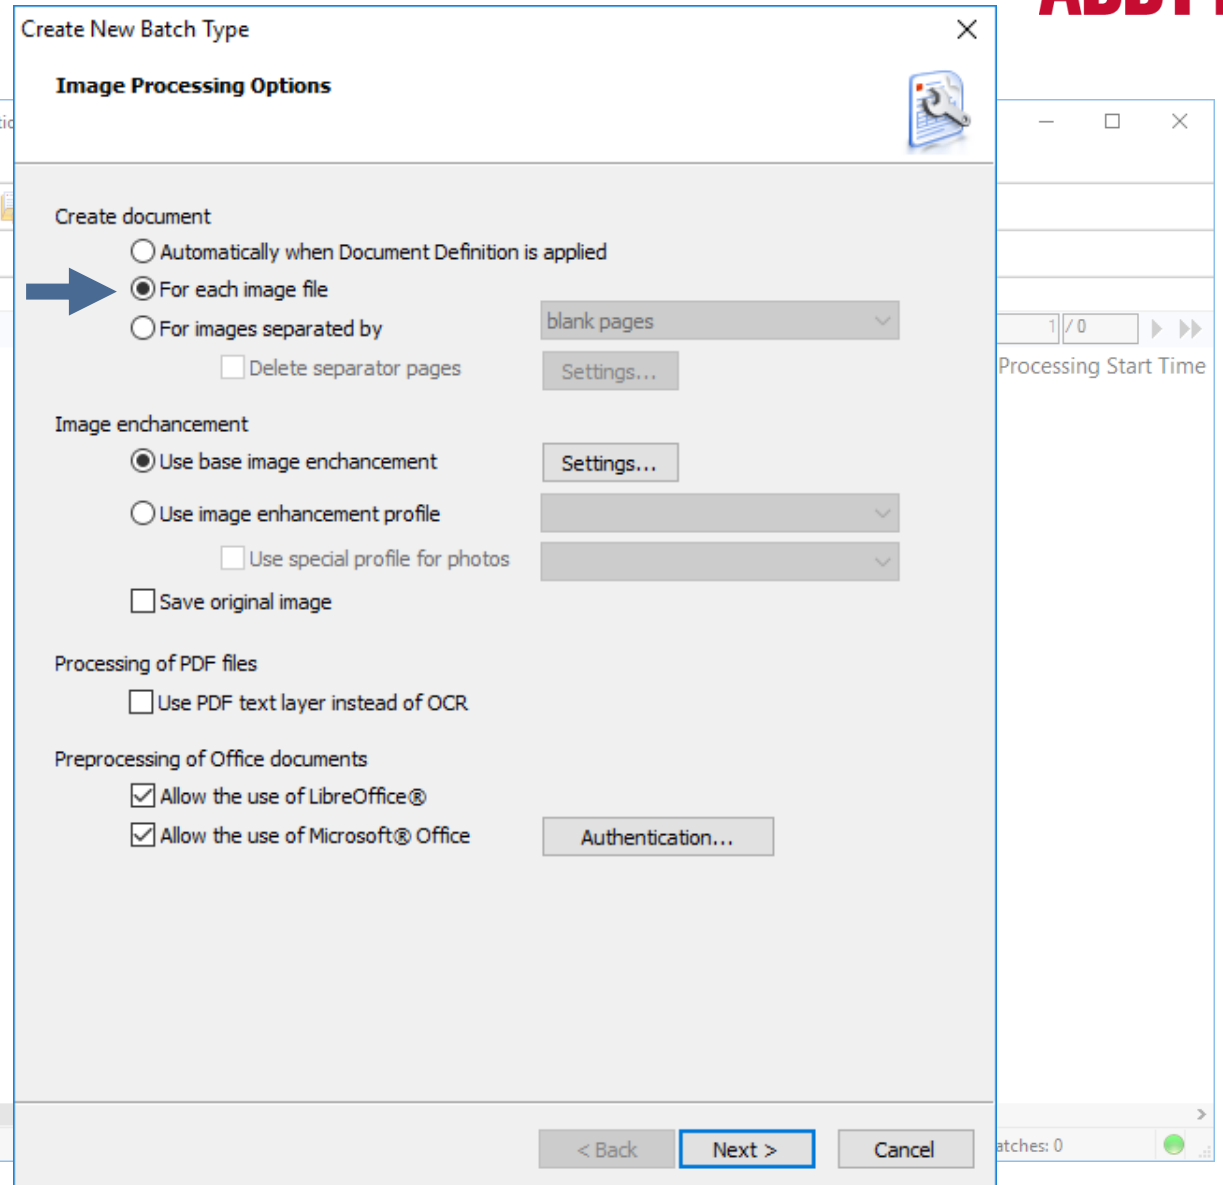 Create New Batch Type
Image Processing Options
Create document
Automatically when Document Definition is applied
For each image file
For images separated by
blank pages
Delete separator pages
Settings...
Image enchancement
Use base image enchancement
Settings...
Use image enhancement profile
Use special profile for photos
Save original image
Processing of PDF files
Use PDF text layer instead of OCR
Preprocessing of Office documents
Allow the use of LibreOffice®
Allow the use of Microsoft® Office
Authentication...
< Back
Next >
Cancel
1 / 0
Processing Start Time
atches: 0